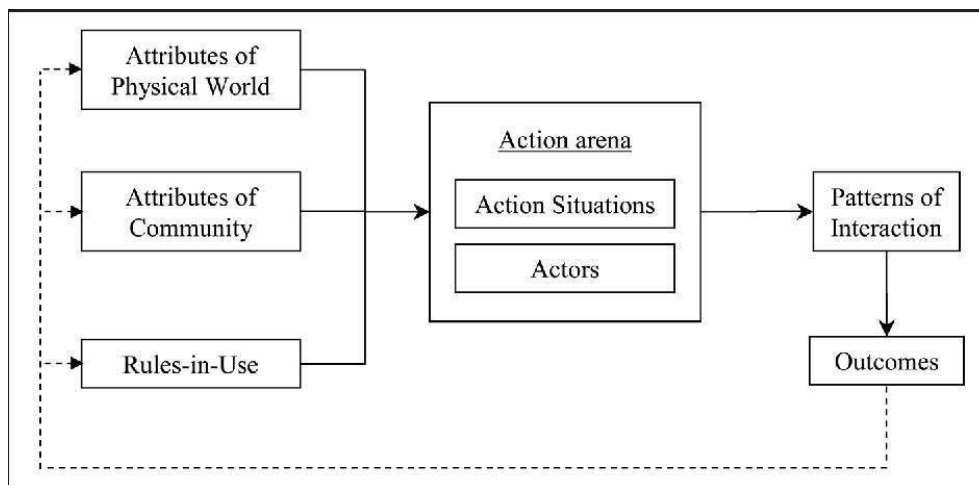 Attributes of
Physical World
Attributes of
Community
Rules-in-Use
Action arena
Action Situations
Actors
Patterns of
Interaction
Outcomes